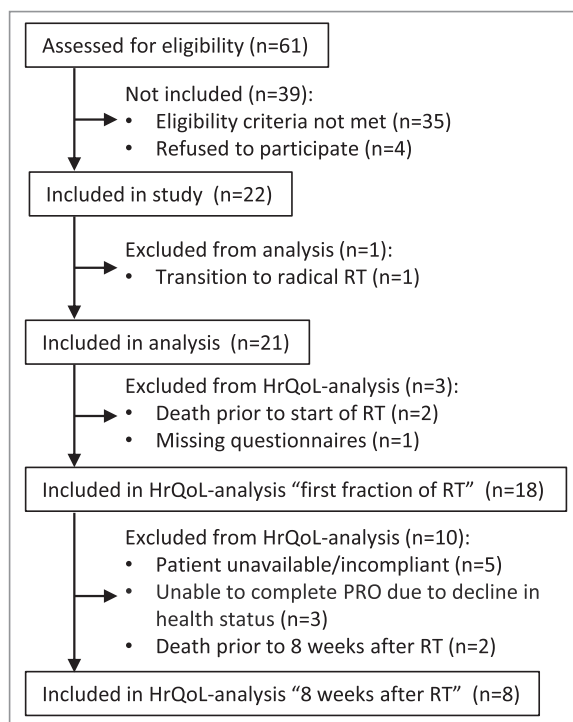 Assessed for eligibility (n=61)
Not included (n=39):
• Eligibility criteria not met (n=35)
• Refused to participate (n=4)
Included in study (n=22)
Excluded from analysis (n=1):
• Transition to radical RT (n=1)
Included in analysis (n=21)
Excluded from HrQoL-analysis (n=3):
• Death prior to start of RT (n=2)
• Missing questionnaires (n=1)
Included in HrQoL-analysis “first fraction of RT” (n=18)
Excluded from HrQoL-analysis (n=10):
• Patient unavailable/incompliant (n=5)
• Unable to complete PRO due to decline in
health status (n=3)
• Death prior to 8 weeks after RT (n=2)
Included in HrQoL-analysis “8 weeks after RT” (n=8)